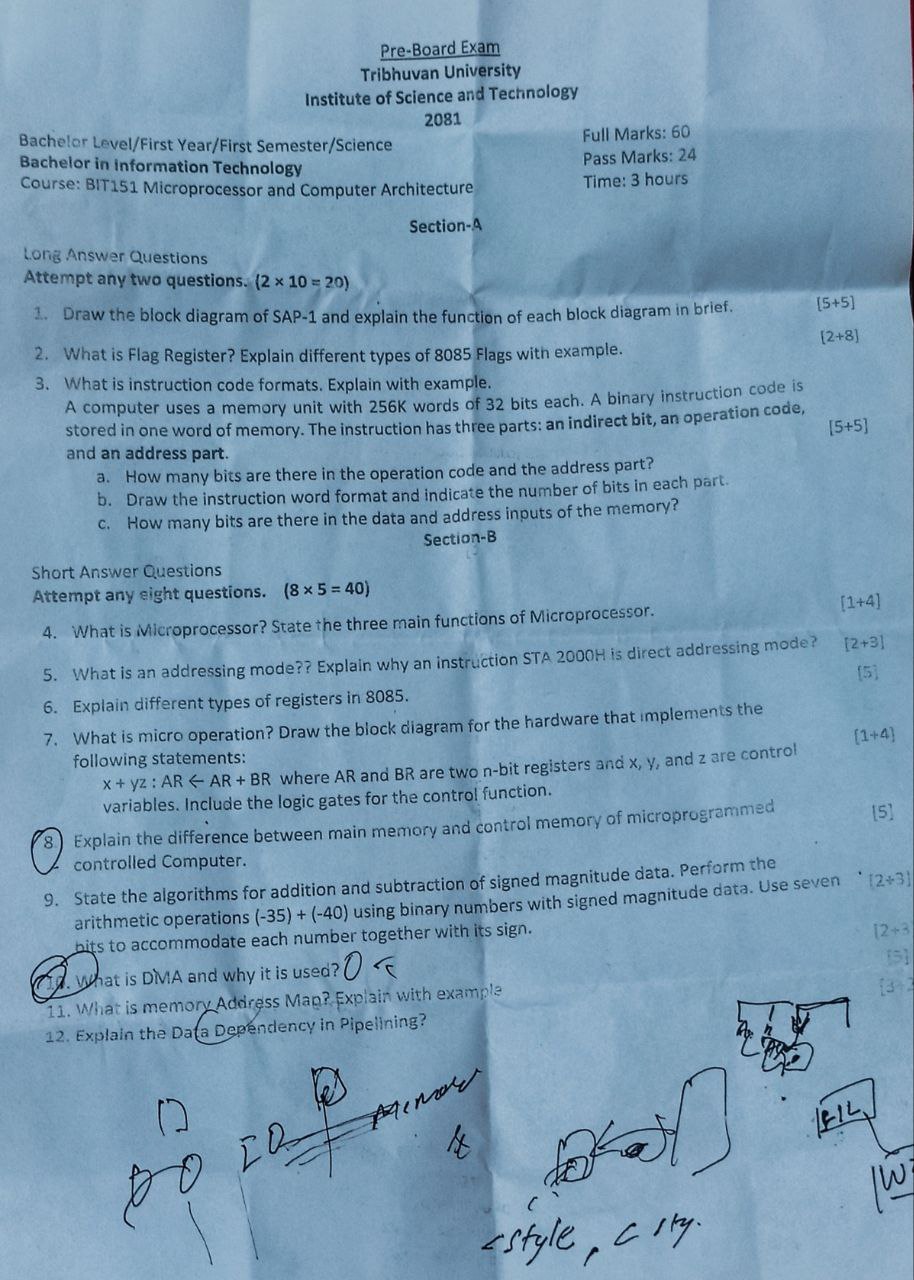 Pre-Board Exam
Tribhuvan University
Institute of Science and Technology
2081
Bachelor Level/First Year/First Semester/Science
Full Marks: 60
Bachelor in Information Technology
Pass Marks: 24
Course: BIT151 Microprocessor and Computer Architecture
Time: 3 hours
Section-A
Long Answer Questions
Attempt any two questions. (2 × 10 = 20)
1. Draw the block diagram of SAP-1 and explain the function of each block diagram in brief. [5+5]
2. What is Flag Register? Explain different types of 8085 Flags with example. [2+8]
3. What is instruction code formats. Explain with example.
A computer uses a memory unit with 256K words of 32 bits each. A binary instruction code is
stored in one word of memory. The instruction has three parts: an indirect bit, an operation code,
and an address part. [5+5]
a. How many bits are there in the operation code and the address part?
b. Draw the instruction word format and indicate the number of bits in each part.
c. How many bits are there in the data and address inputs of the memory?
Section-B
Short Answer Questions
Attempt any eight questions. (8 × 5 = 40)
4. What is Microprocessor? State the three main functions of Microprocessor. [1+4]
5. What is an addressing mode?? Explain why an instruction STA 2000H is direct addressing mode? [2+3]
6. Explain different types of registers in 8085. [5]
7. What is micro operation? Draw the block diagram for the hardware that implements the
following statements: [1+4]
x + yz : AR ← AR + BR where AR and BR are two n-bit registers and x, y, and z are control
variables. Include the logic gates for the control function.
8. Explain the difference between main memory and control memory of microprogrammed [5]
controlled Computer.
9. State the algorithms for addition and subtraction of signed magnitude data. Perform the
arithmetic operations (-35) + (-40) using binary numbers with signed magnitude data. Use seven [2+3]
bits to accommodate each number together with its sign.
10. What is DMA and why it is used? [2+3]
11. What is memory Address Map? Explain with example [5]
12. Explain the Data Dependency in Pipelining?
cstyle, c sty.